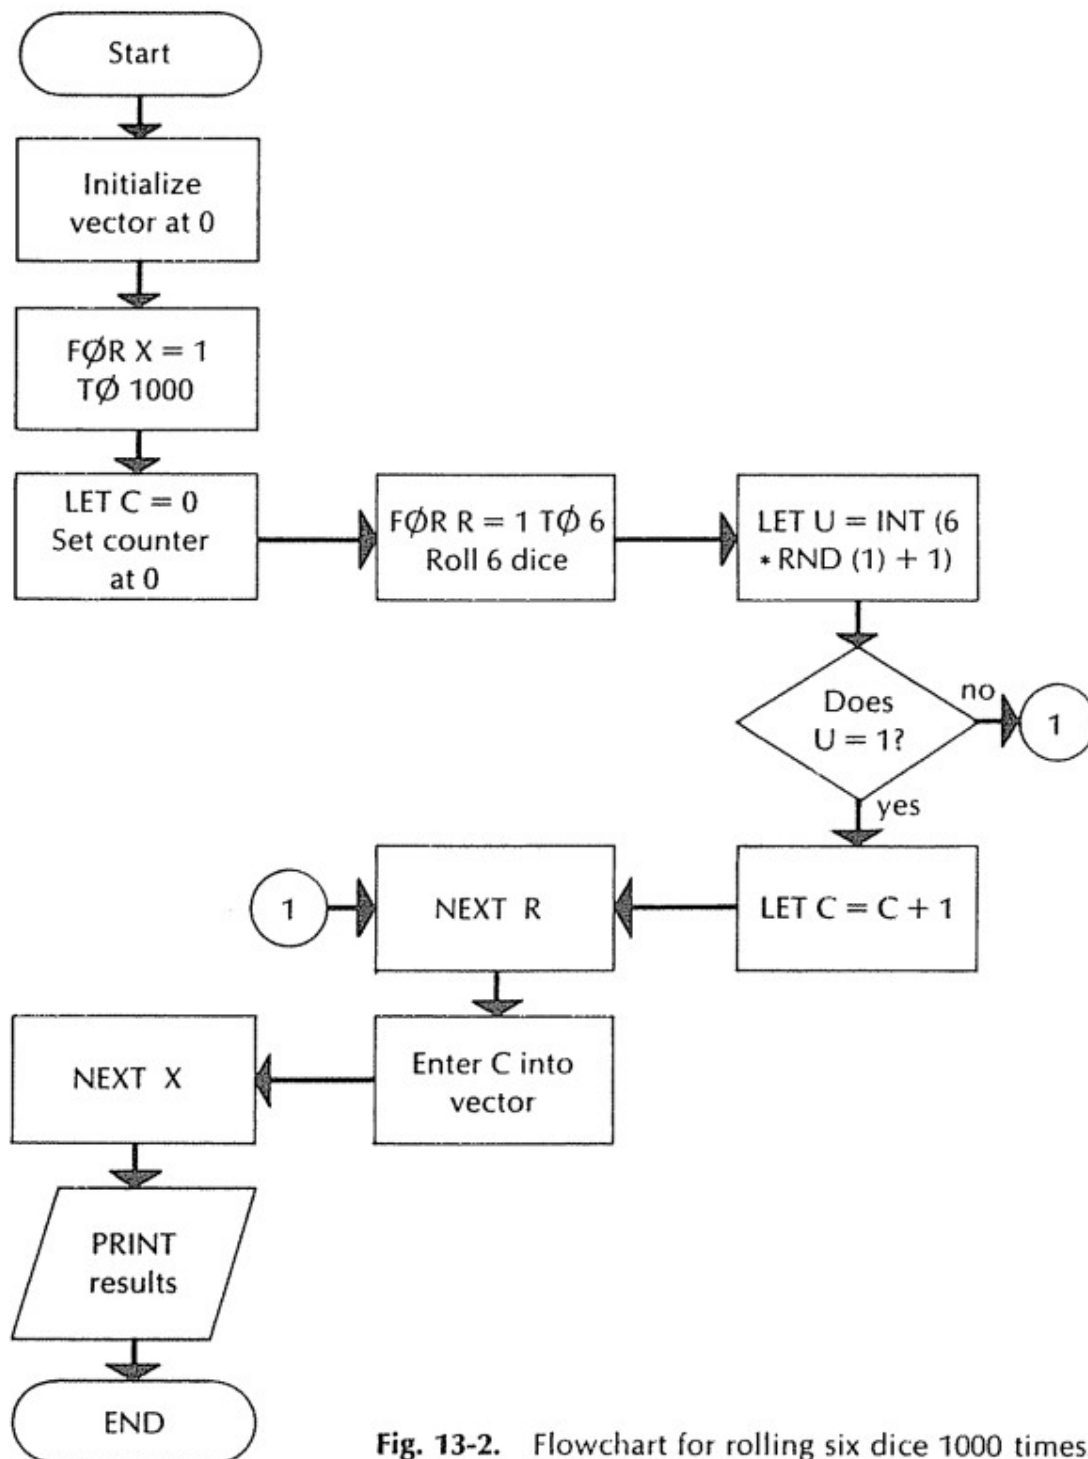 Start
Initialize
vector at 0
FØR X = 1
TØ 1000
LET C = 0
Set counter
at 0
FØR R = 1 TØ 6
Roll 6 dice
LET U = INT (6
* RND (1) + 1)
Does
U = 1?
no
1
yes
LET C = C + 1
1
NEXT R
Enter C into
vector
NEXT X
PRINT
results
END
Fig. 13-2. Flowchart for rolling six dice 1000 times